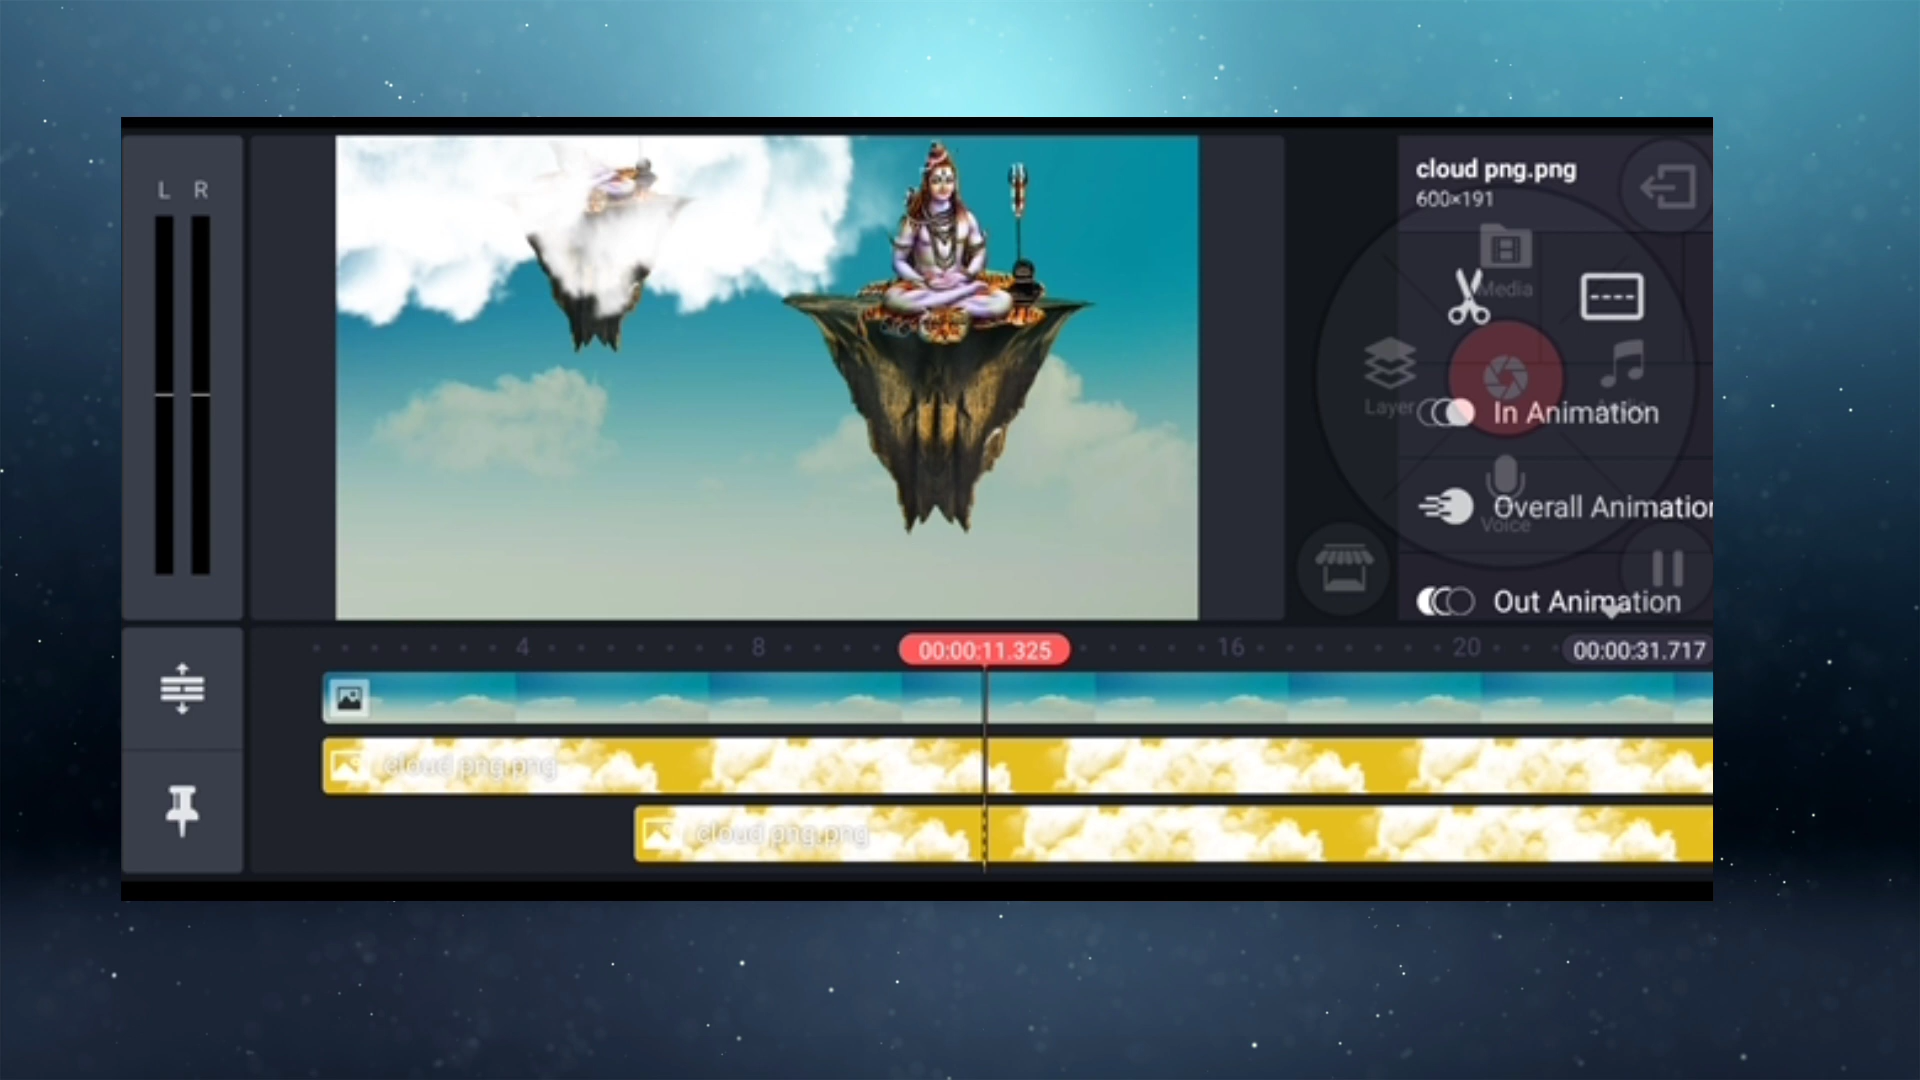 L R
cloud png.png
600×191
Media
Layer
In Animation
Overall Animation
Voice
Out Animation
4
8
00:00:11.325
16
20
00:00:31.717
cloud png.png
cloud png.png